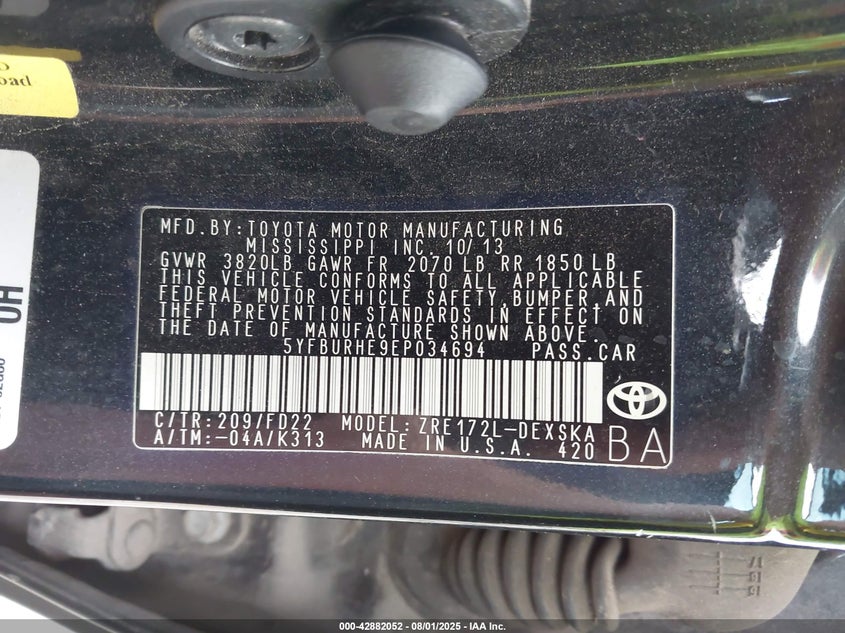 oad
OH
MFD.BY:TOYOTA MOTOR MANUFACTURING
MISSISSIPPI INC. 10/13
GVWR 3820LB GAWR FR 2070 LB RR 1850 LB
THIS VEHICLE CONFORMS TO ALL APPLICABLE
FEDERAL MOTOR VEHICLE SAFETY,BUMPER,AND
THEFT PREVENTION STANDARDS IN EFFECT ON
THE DATE OF MANUFACTURE SHOWN ABOVE.
5YFBURHE9EP034694 PASS.CAR
C/TR:209/FD22 MODEL:ZRE172L-DEXSKA
A/TM:-04A/K313 MADE IN U.S.A. 420
BA
000-42882052 - 08/01/2025 - IAA Inc.